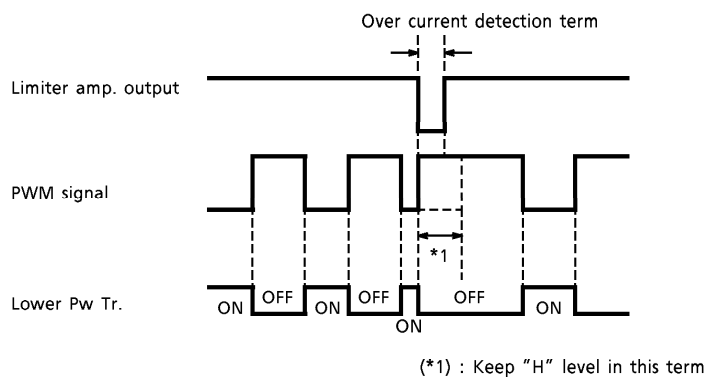 Over current detection term
Limiter amp. output
PWM signal
*1
Lower Pw Tr.
ON OFF ON OFF ON OFF ON
(*1) : Keep "H" level in this term